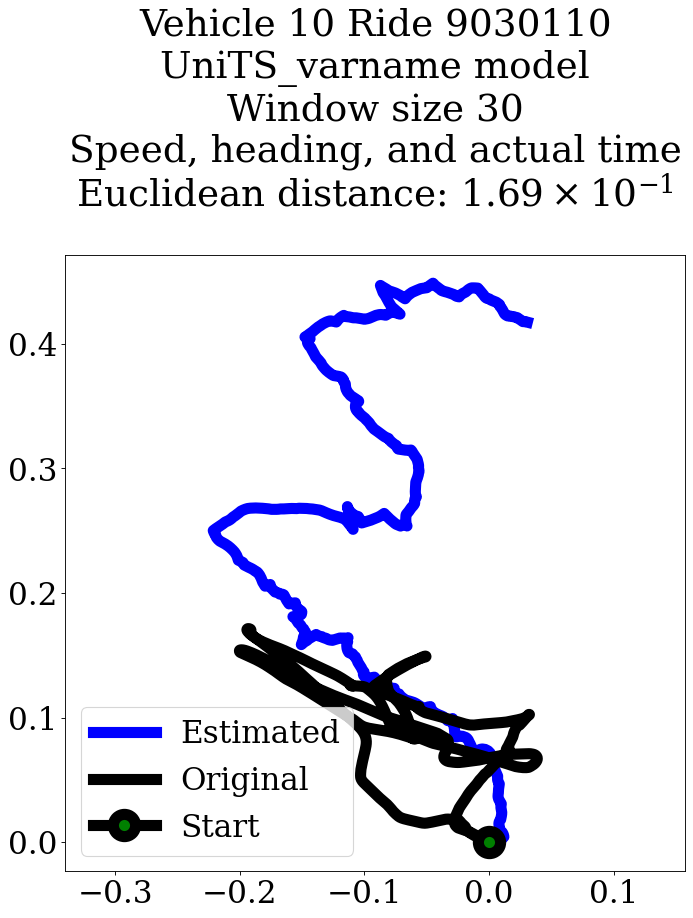 Vehicle 10 Ride 9030110
UniTS_varname model
Window size 30
Speed, heading, and actual time
Euclidean distance: 1.69 × 10⁻¹
0.4
0.3
0.2
0.1
0.0
Estimated
Original
Start
−0.3 −0.2 −0.1 0.0 0.1